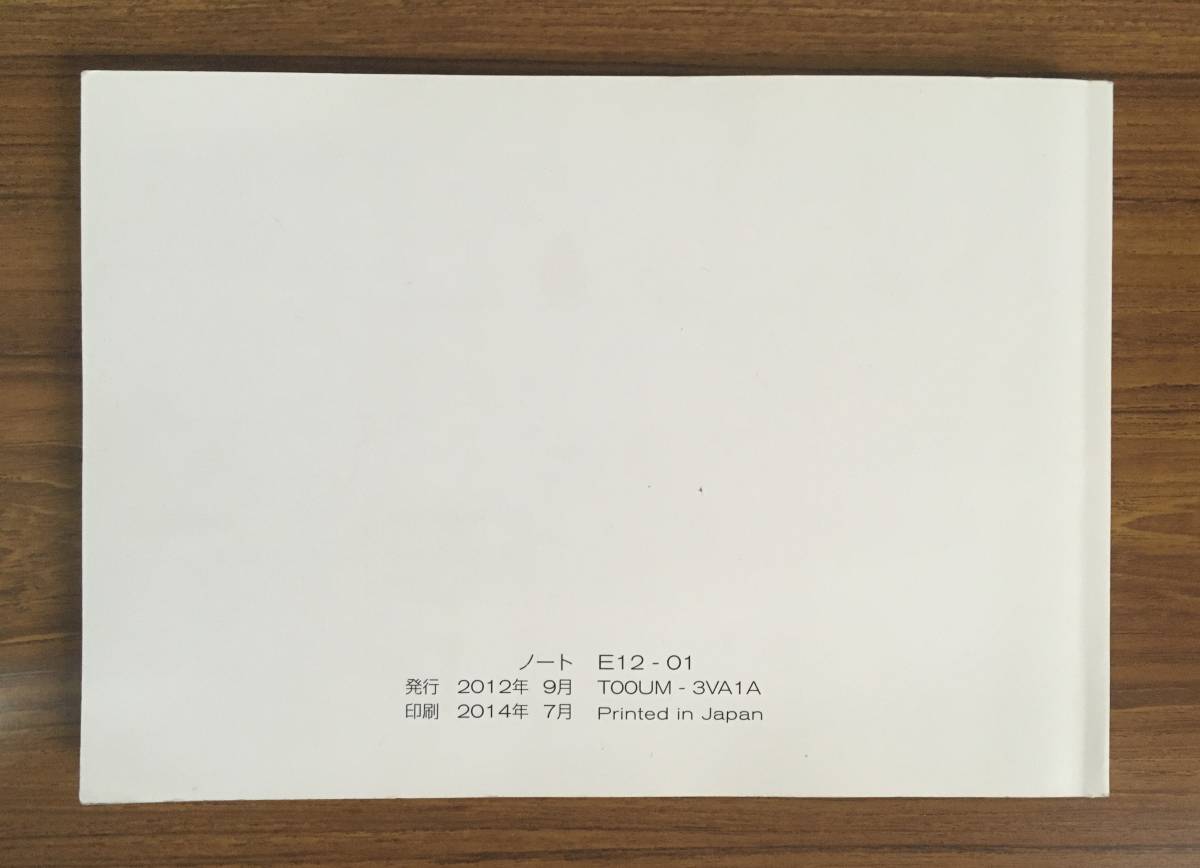 ノート E12 - 01
発行 2012年 9月 T00UM - 3VA1A
印刷 2014年 7月 Printed in Japan